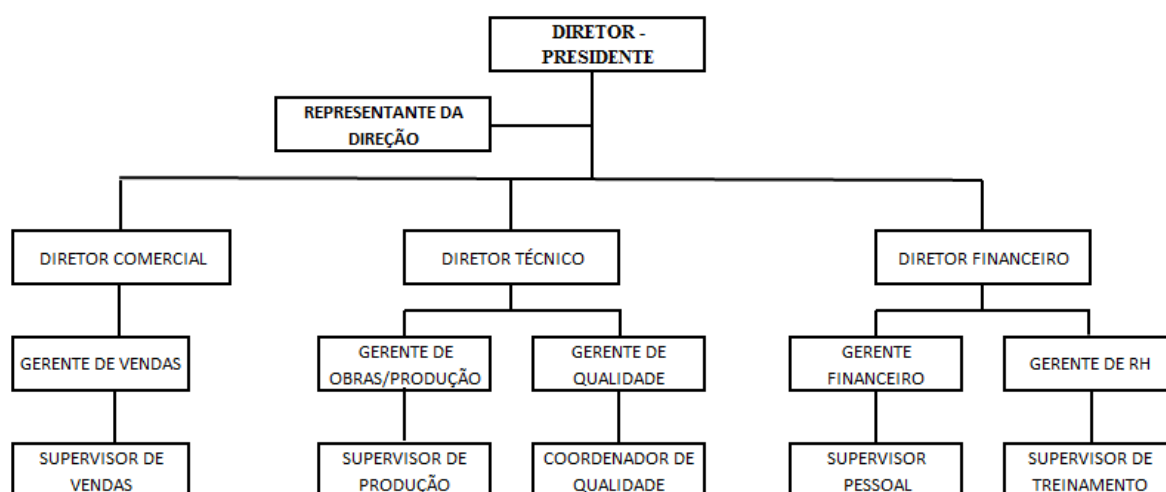 DIRETOR -
PRESIDENTE
REPRESENTANTE DA
DIREÇÃO
DIRETOR COMERCIAL
DIRETOR TÉCNICO
DIRETOR FINANCEIRO
GERENTE DE VENDAS
GERENTE DE
OBRAS/PRODUÇÃO
GERENTE DE
QUALIDADE
GERENTE
FINANCEIRO
GERENTE DE RH
SUPERVISOR DE
VENDAS
SUPERVISOR DE
PRODUÇÃO
COORDENADOR DE
QUALIDADE
SUPERVISOR
PESSOAL
SUPERVISOR DE
TREINAMENTO